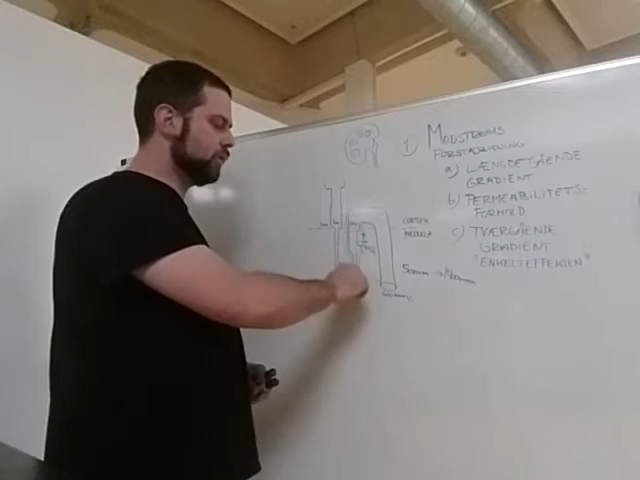 1 MODSTRØMS
FORSTÆRKNING
a) LÆNGDEGÅENDE
GRADIENT
b) PERMEABILITETS-
FORHOLD
c) TVÆRGÅENDE
GRADIENT
"ENKELTEFFEKTEN"
CORTEX
MEDULLA